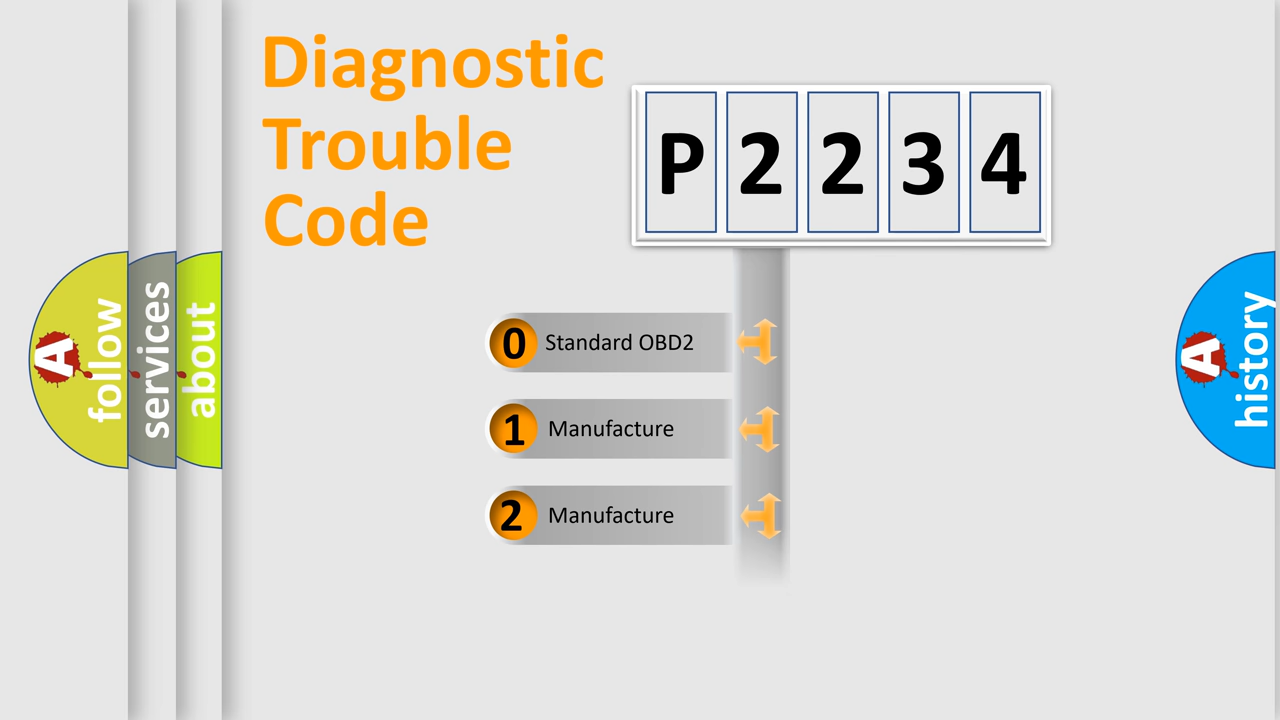 Diagnostic
Trouble
Code
P 2 2 3 4
0 Standard OBD2
1 Manufacture
2 Manufacture
A follow
services
about
A history